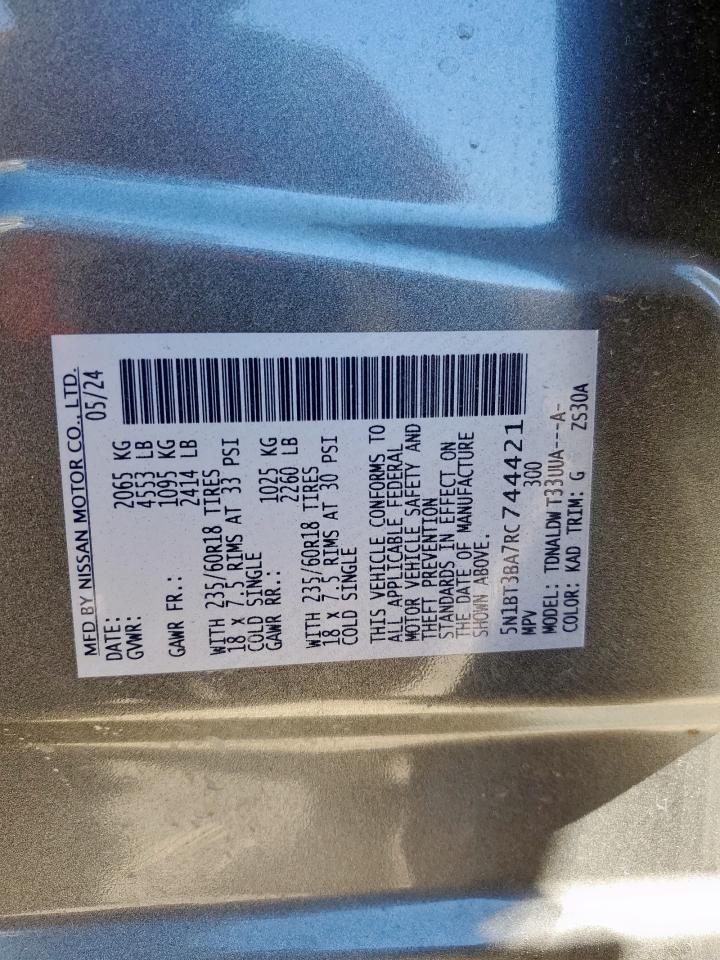 MFD BY NISSAN MOTOR CO., LTD.
DATE: 05/24
GVWR: 2065 KG
4553 LB
GAWR FR.: 1095 KG
2414 LB
WITH 235/60R18 TIRES
18 X 7.5 RIMS AT 33 PSI
COLD SINGLE
GAWR RR.: 1025 KG
2260 LB
WITH 235/60R18 TIRES
18 X 7.5 RIMS AT 30 PSI
COLD SINGLE
THIS VEHICLE CONFORMS TO
ALL APPLICABLE FEDERAL
MOTOR VEHICLE SAFETY AND
THEFT PREVENTION
STANDARDS IN EFFECT ON
THE DATE OF MANUFACTURE
SHOWN ABOVE.
5N1BT3BA7RC744421
MPV 300
MODEL: TDNALDWT33UUA---A-
COLOR: KAD TRIM: G ZS30A